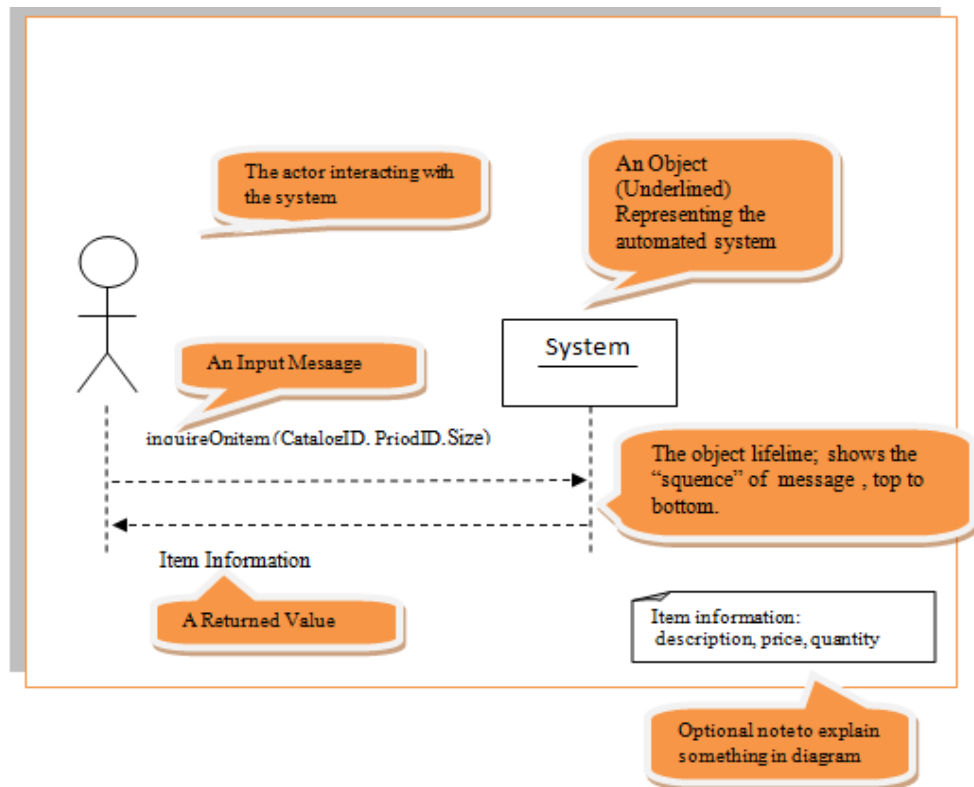 The actor interacting with
the system
An Object
(Underlined)
Representing the
automated system
System
An Input Mesaage
inquireOnitem(CatalogID, PriodID,Size)
The object lifeline; shows the
“squence” of message , top to
bottom.
Item Information
A Returned Value
Item information:
description, price, quantity
Optional note to explain
something in diagram